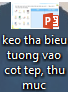 P
keo tha bieu
tuong vao
cot tep, thu
muc